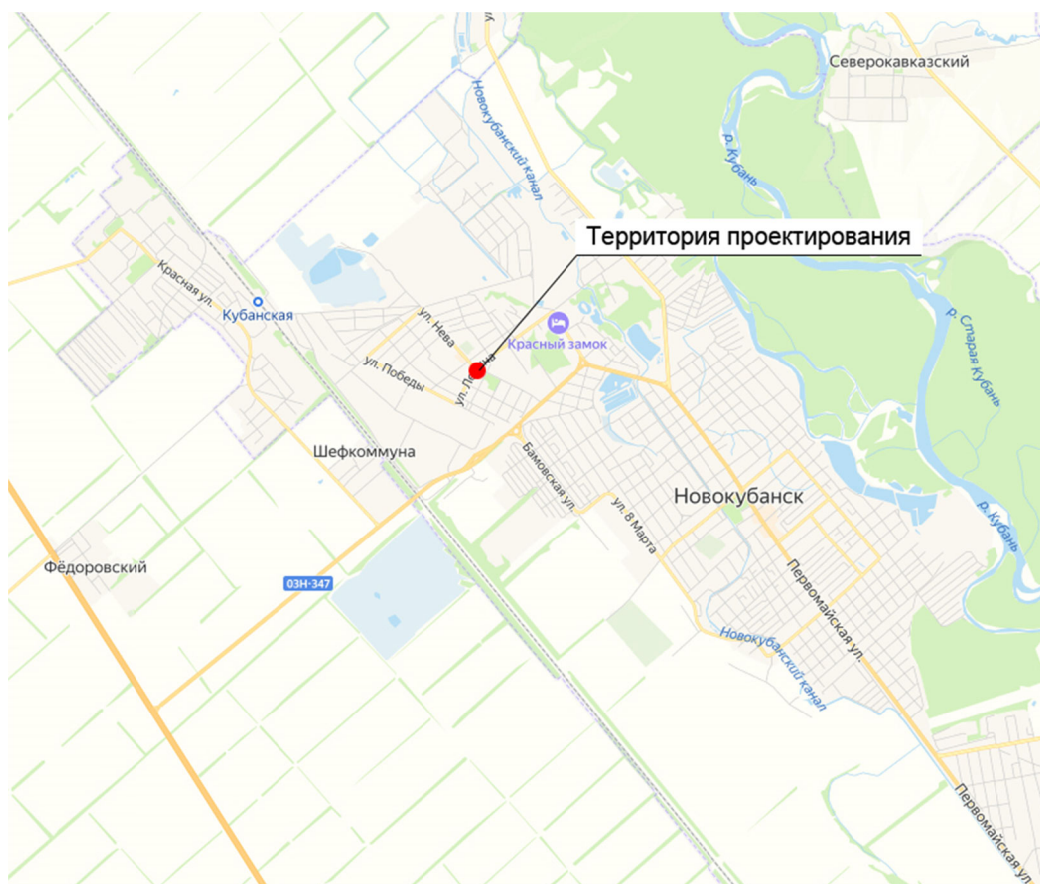 Северокавказский
Новокубанский канал
р. Кубань
Территория проектирования
Красная ул.
Кубанская
р. Старая Кубань
ул. Нева
Красный замок
ул. Победы
Шефкоммуна
Бамовская ул.
Новокубанск
ул. 8 Марта
р. Кубань
Фёдоровский
03Н-347
Первомайская ул.
Новокубанский канал
Первомайская ул.